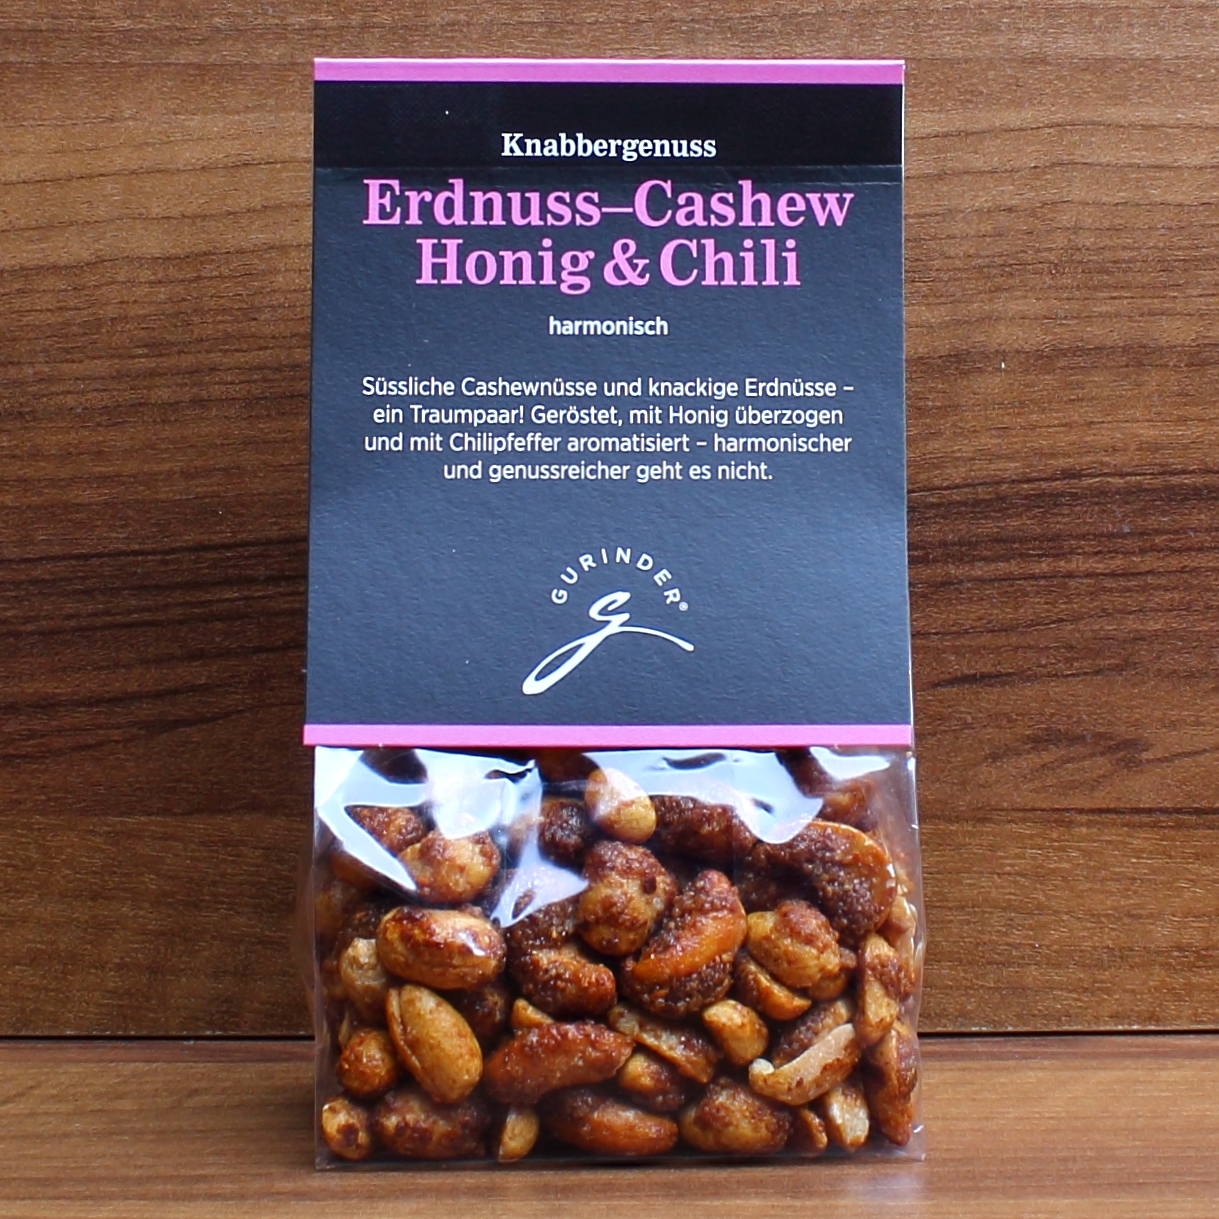 Knabbergenuss
Erdnuss–Cashew
Honig & Chili
harmonisch
Süssliche Cashewnüsse und knackige Erdnüsse –
ein Traumpaar! Geröstet, mit Honig überzogen
und mit Chilipfeffer aromatisiert – harmonischer
und genussreicher geht es nicht.
GURINDER®
g